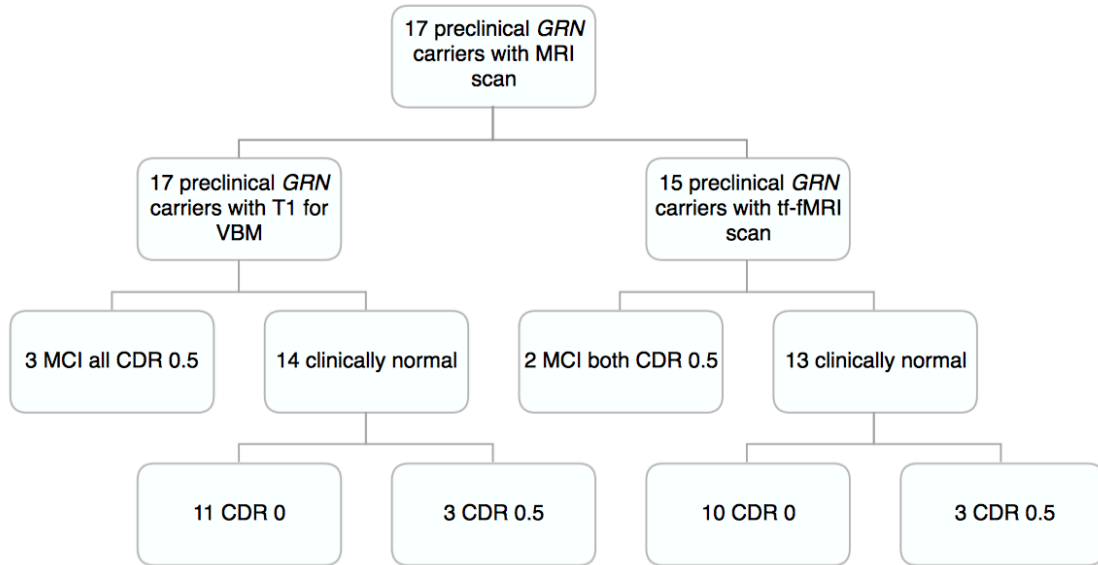 17 preclinical GRN
carriers with MRI
scan
17 preclinical GRN
carriers with T1 for
VBM
15 preclinical GRN
carriers with tf-fMRI
scan
3 MCI all CDR 0.5
14 clinically normal
2 MCI both CDR 0.5
13 clinically normal
11 CDR 0
3 CDR 0.5
10 CDR 0
3 CDR 0.5